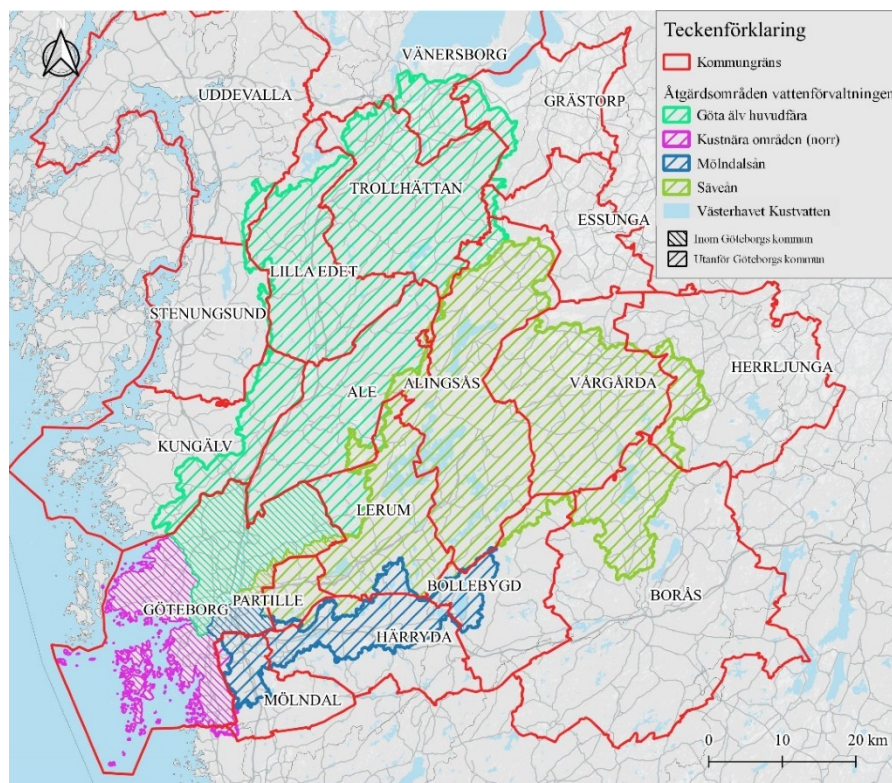 Teckenförklaring
Kommungräns
Åtgärdsområden vattenförvaltningen
Göta älv huvudfåra
Kustnära områden (norr)
Mölndalsån
Säveån
Västerhavet Kustvatten
Inom Göteborgs kommun
Utanför Göteborgs kommun
VÄNERSBORG
UDDEVALLA
GRÄSTORP
TROLLHÄTTAN
ESSUNGA
LILLA EDET
STENUNGSUND
HERRLJUNGA
ALE
ALINGSÅS
VÅRGÅRDA
KUNGÄLV
LERUM
BOLLEBYGD
BORÅS
PARTILLE
GÖTEBORG
HÄRRYDA
MÖLNDAL
0 10 20 km